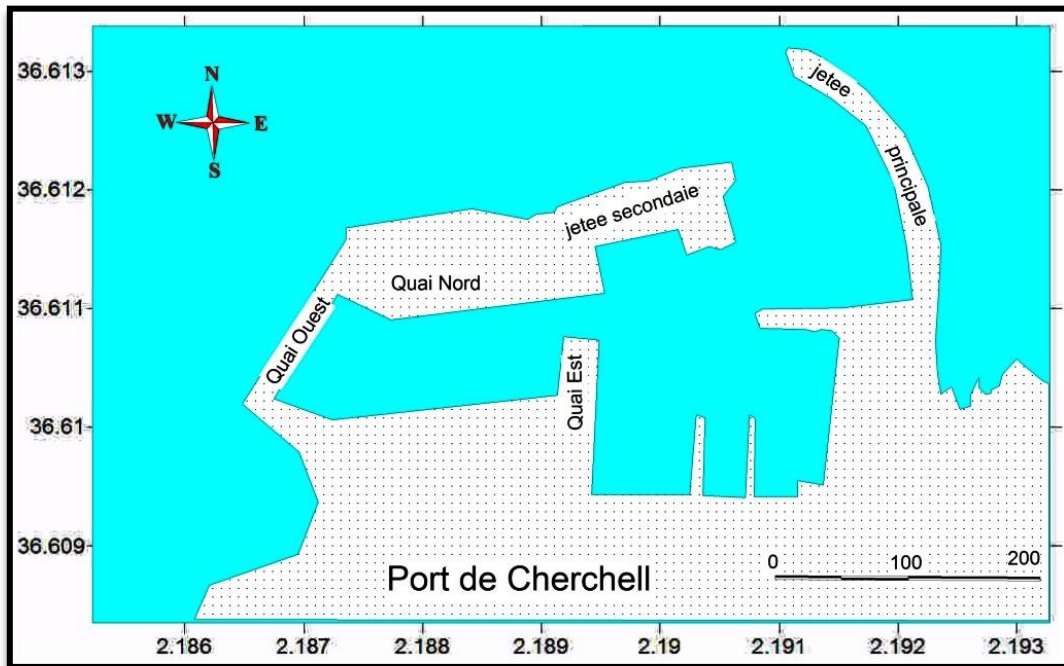 36.613
36.612
36.611
36.61
36.609
N
W E
S
jetee
principale
jetee secondaie
Quai Nord
Quai Ouest
Quai Est
0 100 200
Port de Cherchell
2.186 2.187 2.188 2.189 2.19 2.191 2.192 2.193